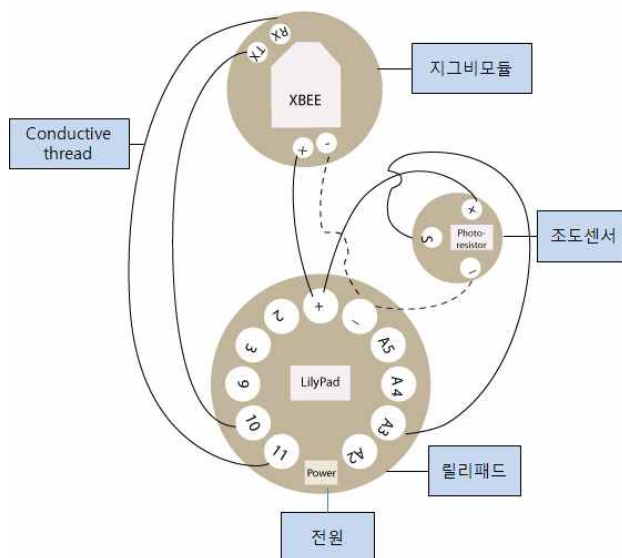 RX
TX
지그비모듈
XBEE
+
-
Conductive
thread
+
S
Photo-
resistor
-
조도센서
+
-
2
3
9
10
11
A5
A4
A3
A2
LilyPad
Power
릴리패드
전원